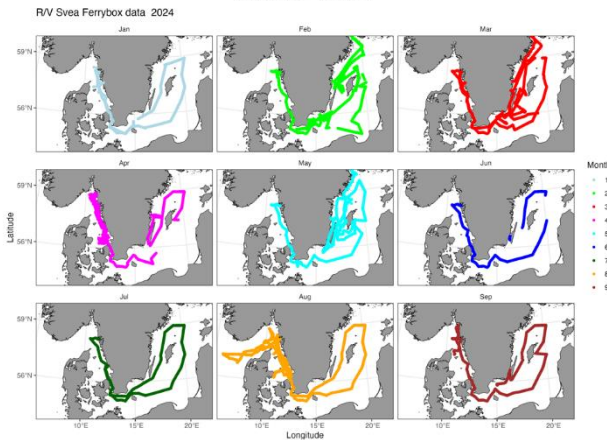 R/V Svea Ferrybox data 2024
Jan Feb Mar
59°N
56°N
Apr May Jun
59°N
56°N
Jul Aug Sep
59°N
56°N
10°E 15°E 20°E 10°E 15°E 20°E 10°E 15°E 20°E
Latitude
Longitude
Month
1
2
3
4
5
6
7
8
9